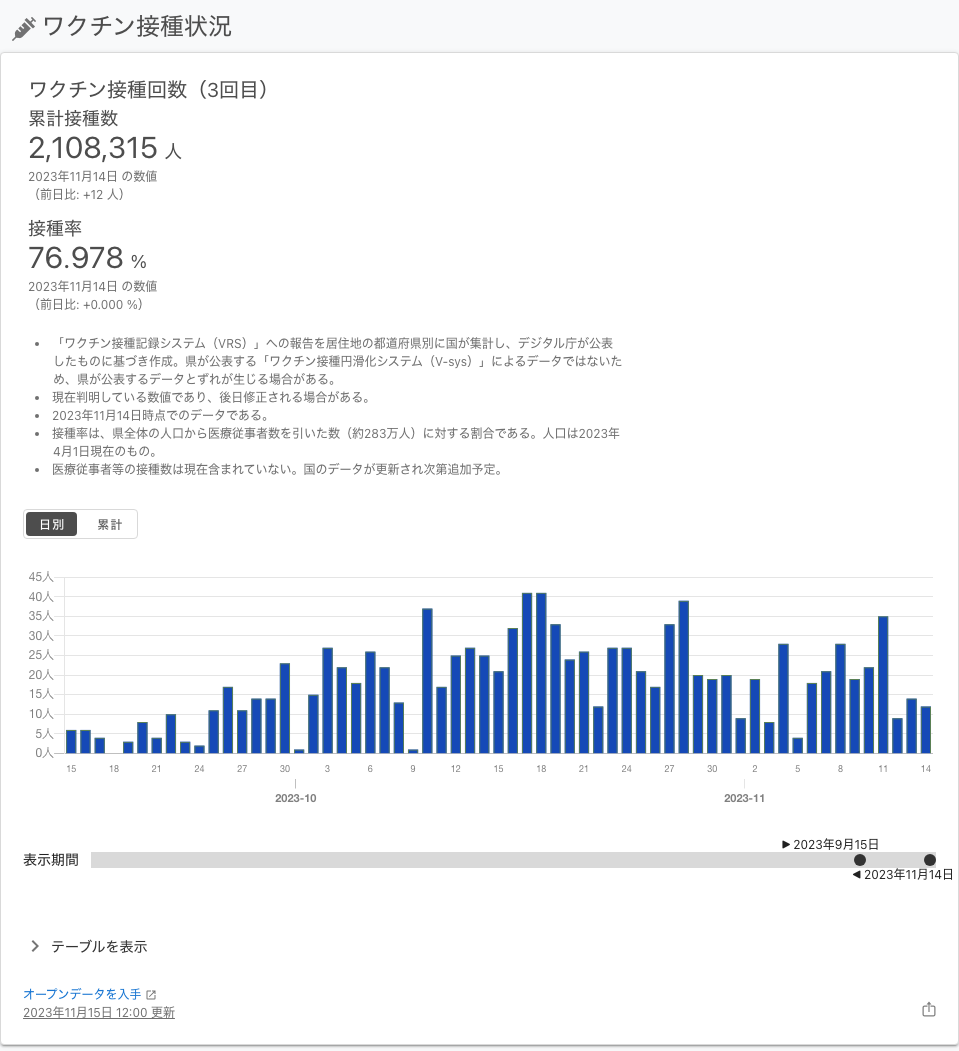 ワクチン接種状況
ワクチン接種回数（3回目）
累計接種数
2,108,315 人
2023年11月14日 の数値
（前日比: +12 人）
接種率
76.978 %
2023年11月14日 の数値
（前日比: +0.000 %）
• 「ワクチン接種記録システム（VRS）」への報告を居住地の都道府県別に国が集計し、デジタル庁が公表
したものに基づき作成。県が公表する「ワクチン接種円滑化システム（V-sys）」によるデータではないた
め、県が公表するデータとずれが生じる場合がある。
• 現在判明している数値であり、後日修正される場合がある。
• 2023年11月14日時点でのデータである。
• 接種率は、県全体の人口から医療従事者数を引いた数（約283万人）に対する割合である。人口は2023年
4月1日現在のもの。
• 医療従事者等の接種数は現在含まれていない。国のデータが更新され次第追加予定。
日別 累計
45人
40人
35人
30人
25人
20人
15人
10人
5人
0人
15 18 21 24 27 30 3 6 9 12 15 18 21 24 27 30 2 5 8 11 14
2023-10 2023-11
▶ 2023年9月15日
表示期間
◀ 2023年11月14日
テーブルを表示
オープンデータを入手
2023年11月15日 12:00 更新